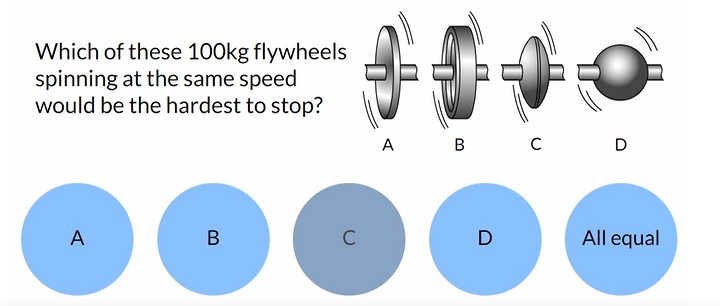 Which of these 100kg flywheels
spinning at the same speed
would be the hardest to stop?
A B C D
A B C D All equal